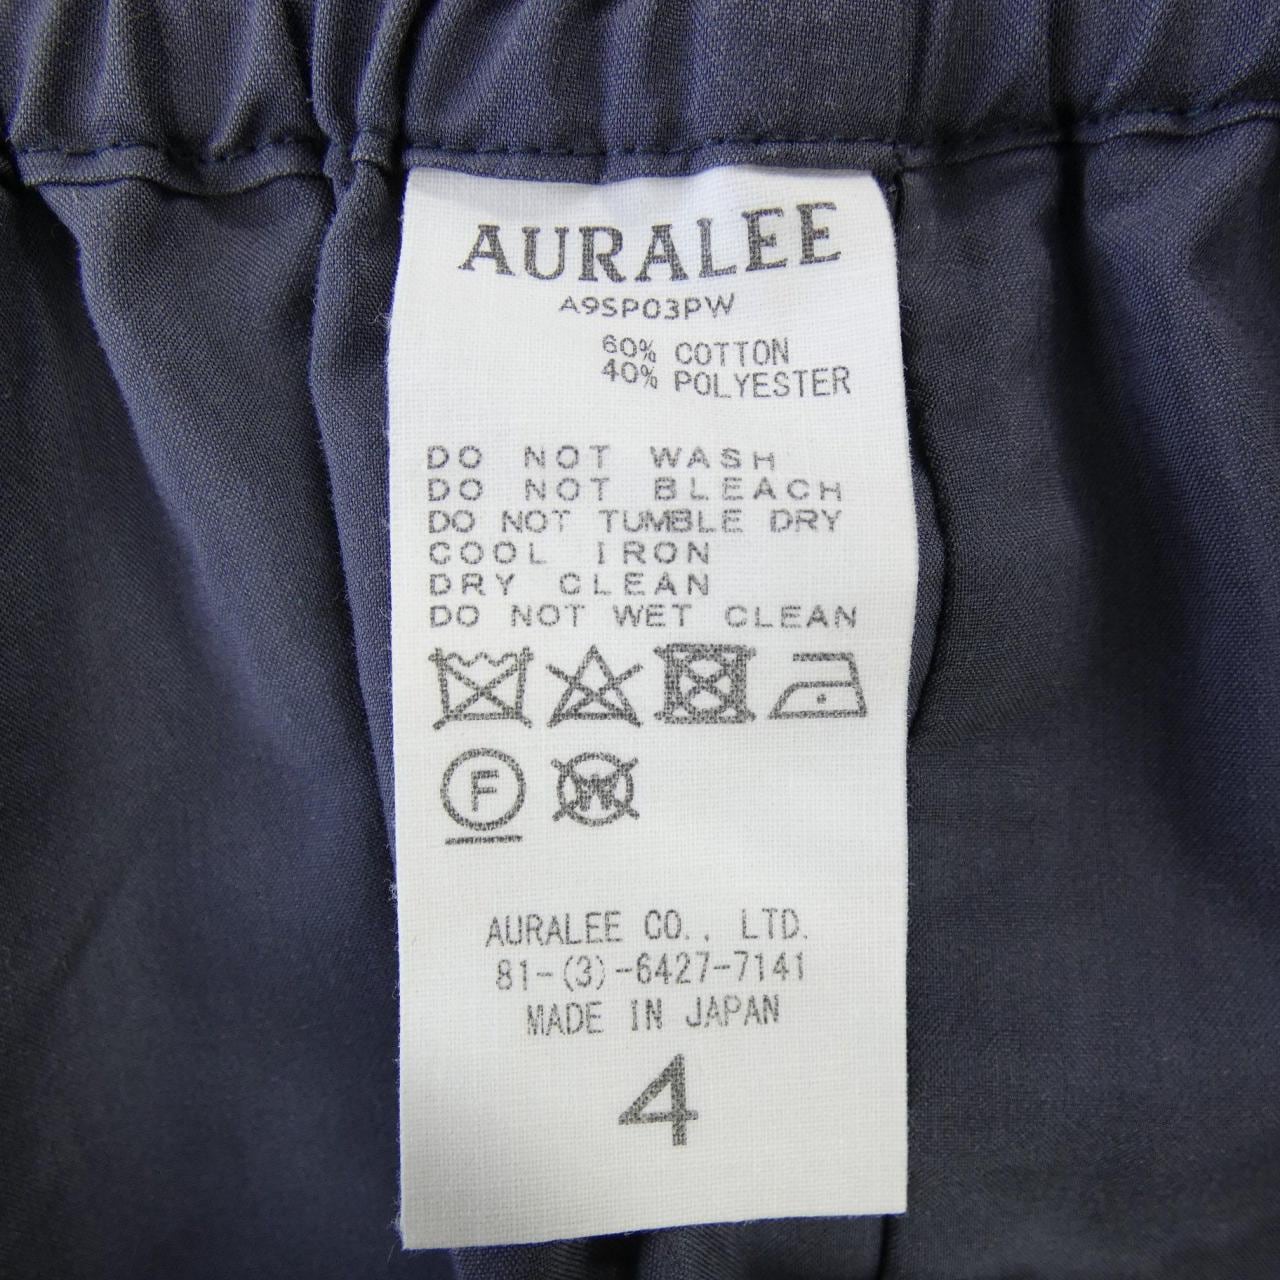 AURALEE
A9SP03PW
60% COTTON
40% POLYESTER
DO NOT WASH
DO NOT BLEACH
DO NOT TUMBLE DRY
COOL IRON
DRY CLEAN
DO NOT WET CLEAN
F W
AURALEE CO., LTD.
81-(3)-6427-7141
MADE IN JAPAN
4